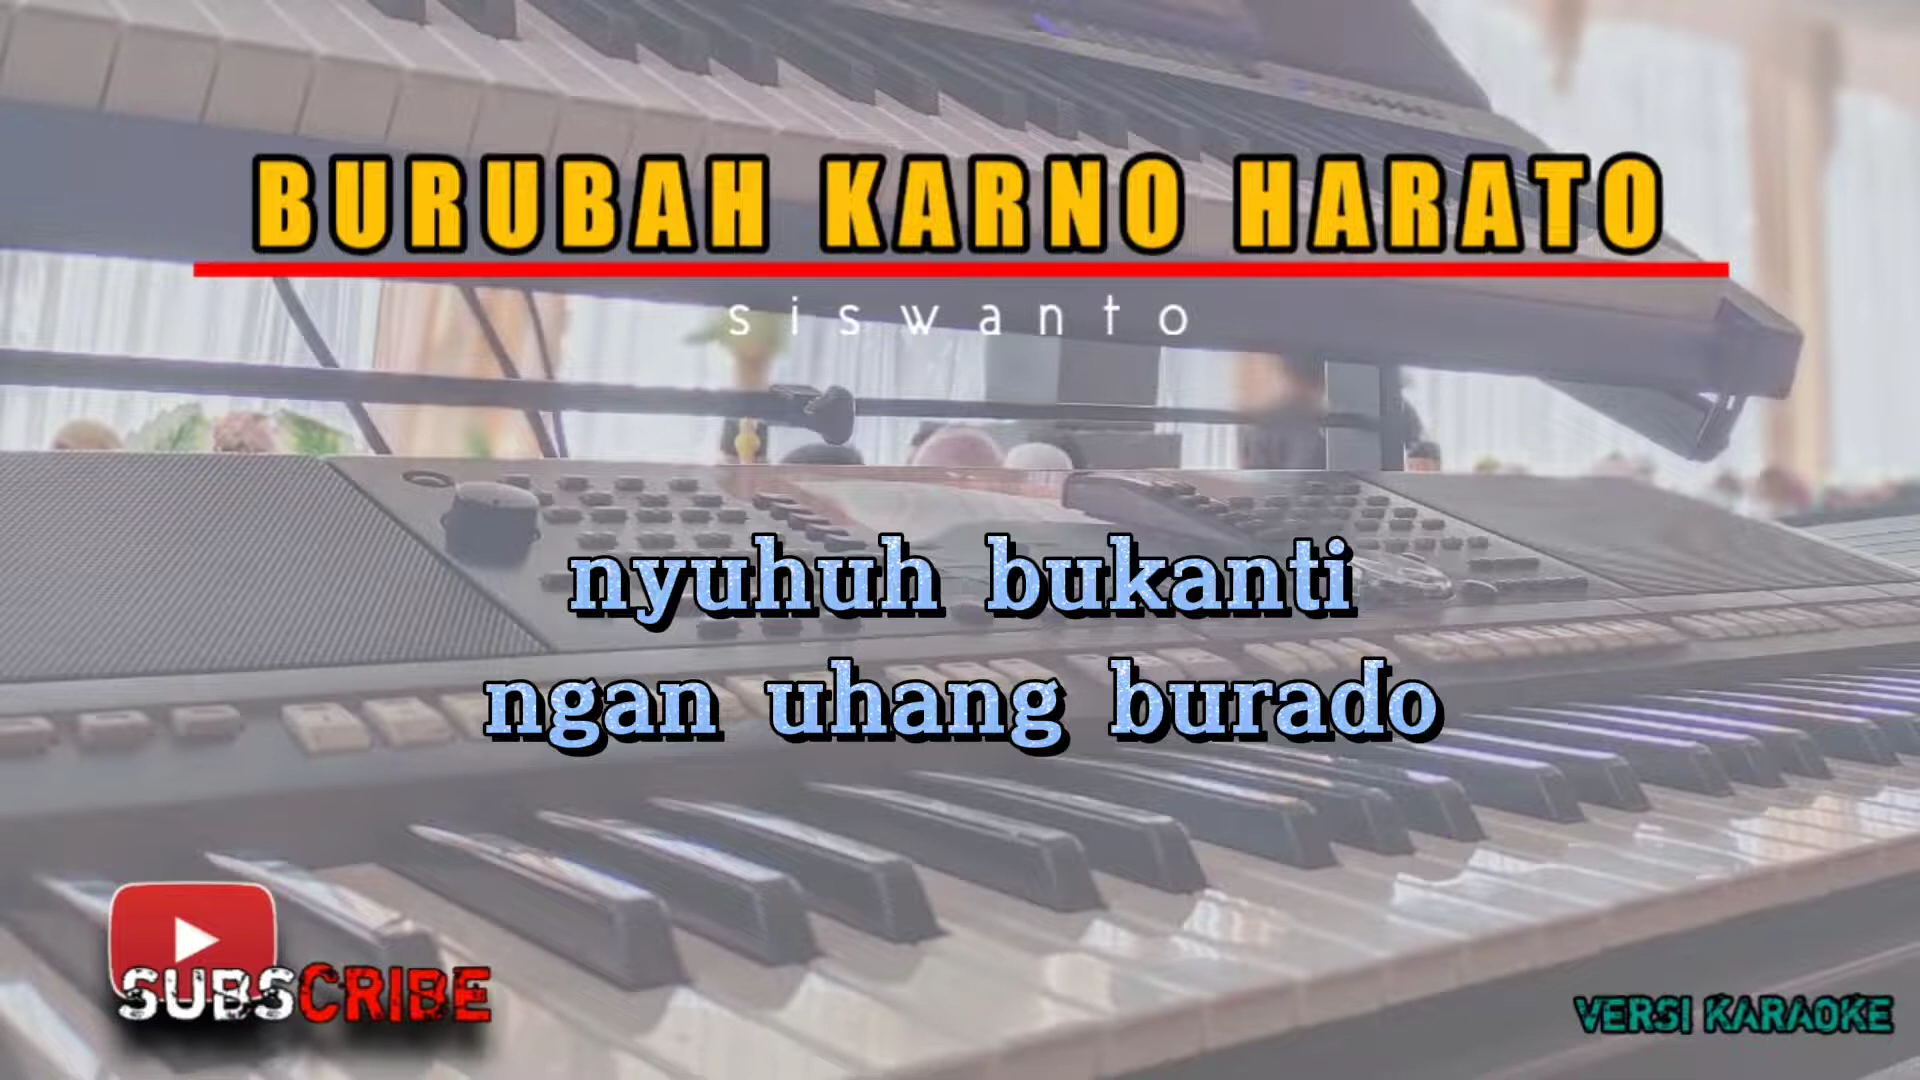 BURUBAH KARNO HARATO
siswanto
nyuhuh bukanti
ngan uhang burado
SUBSCRIBE
VERSI KARAOKE